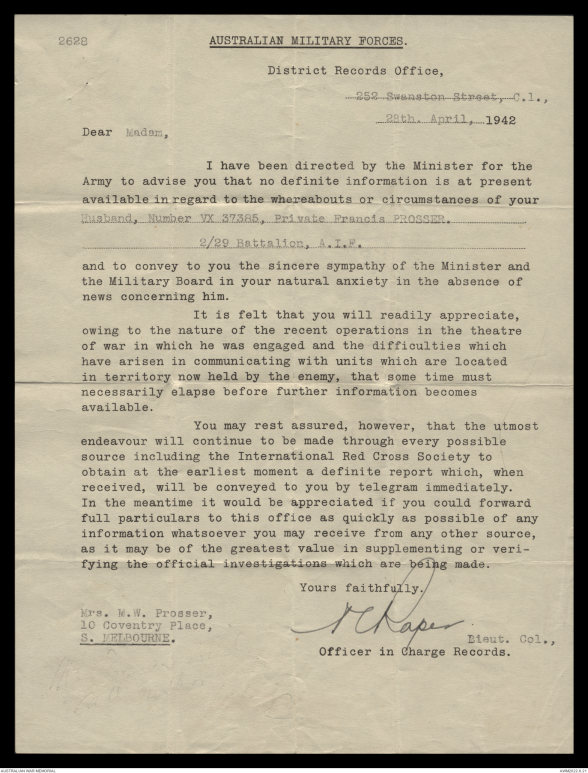 2628
AUSTRALIAN MILITARY FORCES.
District Records Office,
252 Swanston Street, C.1.,
28th. April, 1942
Dear Madam,
I have been directed by the Minister for the
Army to advise you that no definite information is at present
available in regard to the whereabouts or circumstances of your
Husband, Number VX 37385, Private Francis PROSSER.
2/29 Battalion, A.I.F.
and to convey to you the sincere sympathy of the Minister and
the Military Board in your natural anxiety in the absence of
news concerning him.
It is felt that you will readily appreciate,
owing to the nature of the recent operations in the theatre
of war in which he was engaged and the difficulties which
have arisen in communicating with units which are located
in territory now held by the enemy, that some time must
necessarily elapse before further information becomes
available.
You may rest assured, however, that the utmost
endeavour will continue to be made through every possible
source including the International Red Cross Society to
obtain at the earliest moment a definite report which, when
received, will be conveyed to you by telegram immediately.
In the meantime it would be appreciated if you could forward
full particulars to this office as quickly as possible of any
information whatsoever you may receive from any other source,
as it may be of the greatest value in supplementing or veri-
fying the official investigations which are being made.
Yours faithfully.
Mrs. M.W. Prosser,
10 Coventry Place,
S. MELBOURNE.
Raper
Lieut. Col.,
Officer in Charge Records.
AUSTRALIAN WAR MEMORIAL